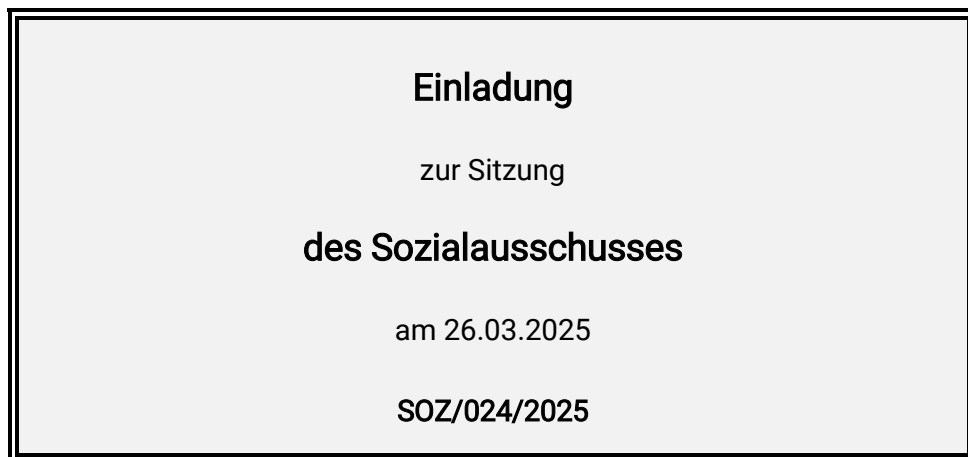 Einladung
zur Sitzung
des Sozialausschusses
am 26.03.2025
SOZ/024/2025